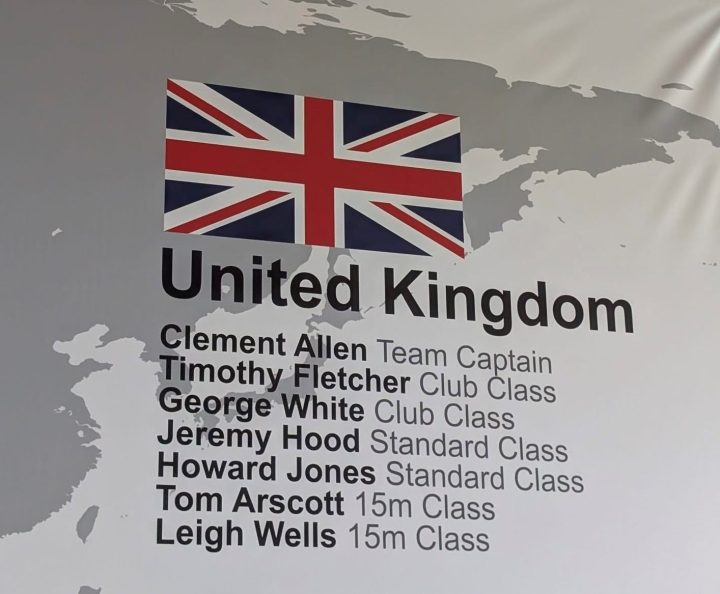 United Kingdom
Clement Allen Team Captain
Timothy Fletcher Club Class
George White Club Class
Jeremy Hood Standard Class
Howard Jones Standard Class
Tom Arscott 15m Class
Leigh Wells 15m Class